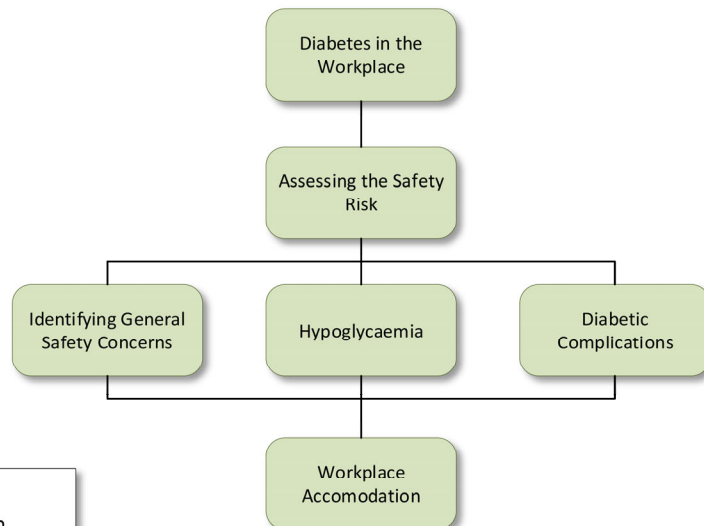 Diabetes in the
Workplace
Assessing the Safety
Risk
Identifying General
Safety Concerns
Hypoglycaemia
Diabetic
Complications
Workplace
Accomodation